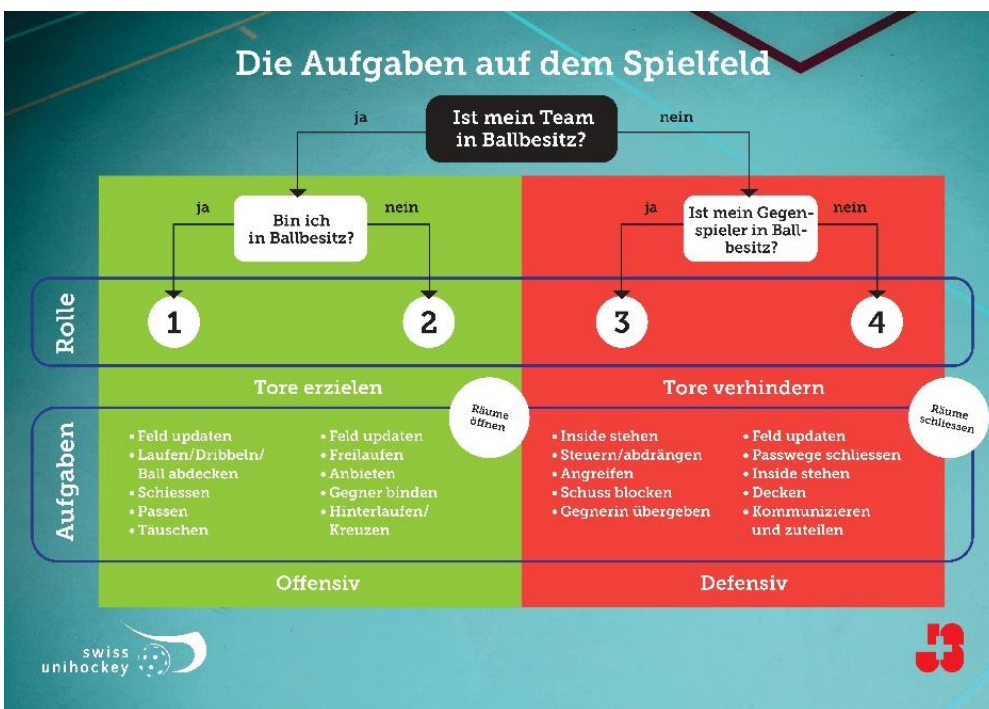 Die Aufgaben auf dem Spielfeld
Ist mein Team
in Ballbesitz?
ja
nein
Bin ich
in Ballbesitz?
ja
nein
Ist mein Gegen-
spieler in Ball-
besitz?
ja
nein
Rolle
1
2
3
4
Tore erzielen
Tore verhindern
Räume
öffnen
Räume
schliessen
Aufgaben
▪ Feld updaten
▪ Laufen/Dribbeln/
Ball abdecken
▪ Schiessen
▪ Passen
▪ Täuschen
▪ Feld updaten
▪ Freilaufen
▪ Anbieten
▪ Gegner binden
▪ Hinterlaufen/
Kreuzen
▪ Inside stehen
▪ Steuern/abdrängen
▪ Angreifen
▪ Schuss blocken
▪ Gegnerin übergeben
▪ Feld updaten
▪ Passwege schliessen
▪ Inside stehen
▪ Decken
▪ Kommunizieren
und zuteilen
Offensiv
Defensiv
swiss
unihockey
J+S